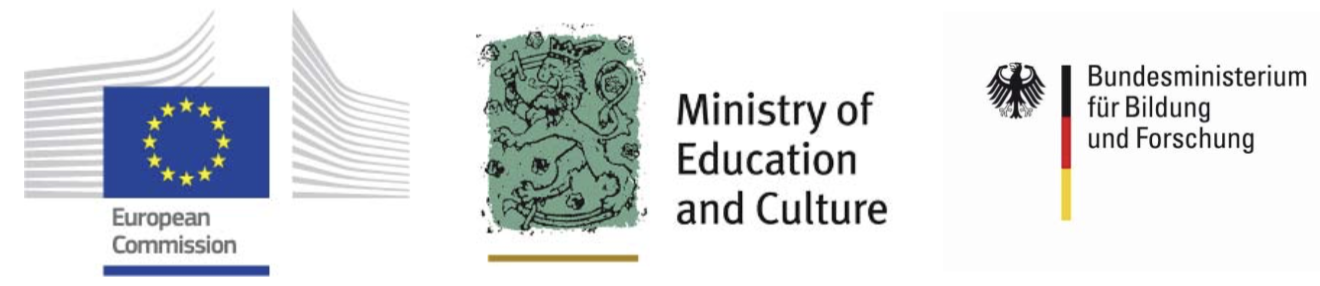 European
Commission
Ministry of
Education
and Culture
Bundesministerium
für Bildung
und Forschung